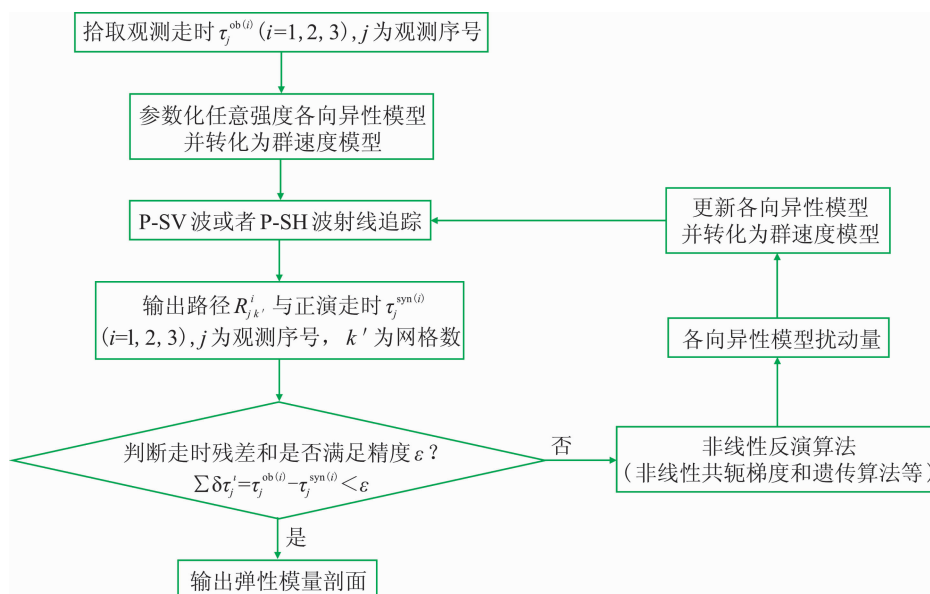 拾取观测走时 τ_j^{ob(i)} (i=1,2,3),j 为观测序号
参数化任意强度各向异性模型
并转化为群速度模型
P-SV 波或者 P-SH 波射线追踪
输出路径 R_{jk′}^{i} 与正演走时 τ_j^{syn(i)}
(i=l,2,3),j 为观测序号，k′ 为网格数
判断走时残差和是否满足精度 ε？
∑δτ_j^i=τ_j^{ob(i)}-τ_j^{syn(i)}<ε
是
输出弹性模量剖面
否
非线性反演算法
（非线性共轭梯度和遗传算法等）
各向异性模型扰动量
更新各向异性模型
并转化为群速度模型